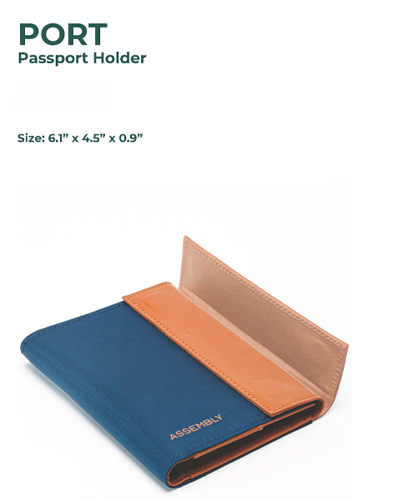 PORT
Passport Holder
Size: 6.1” x 4.5” x 0.9”
ASSEMBLY